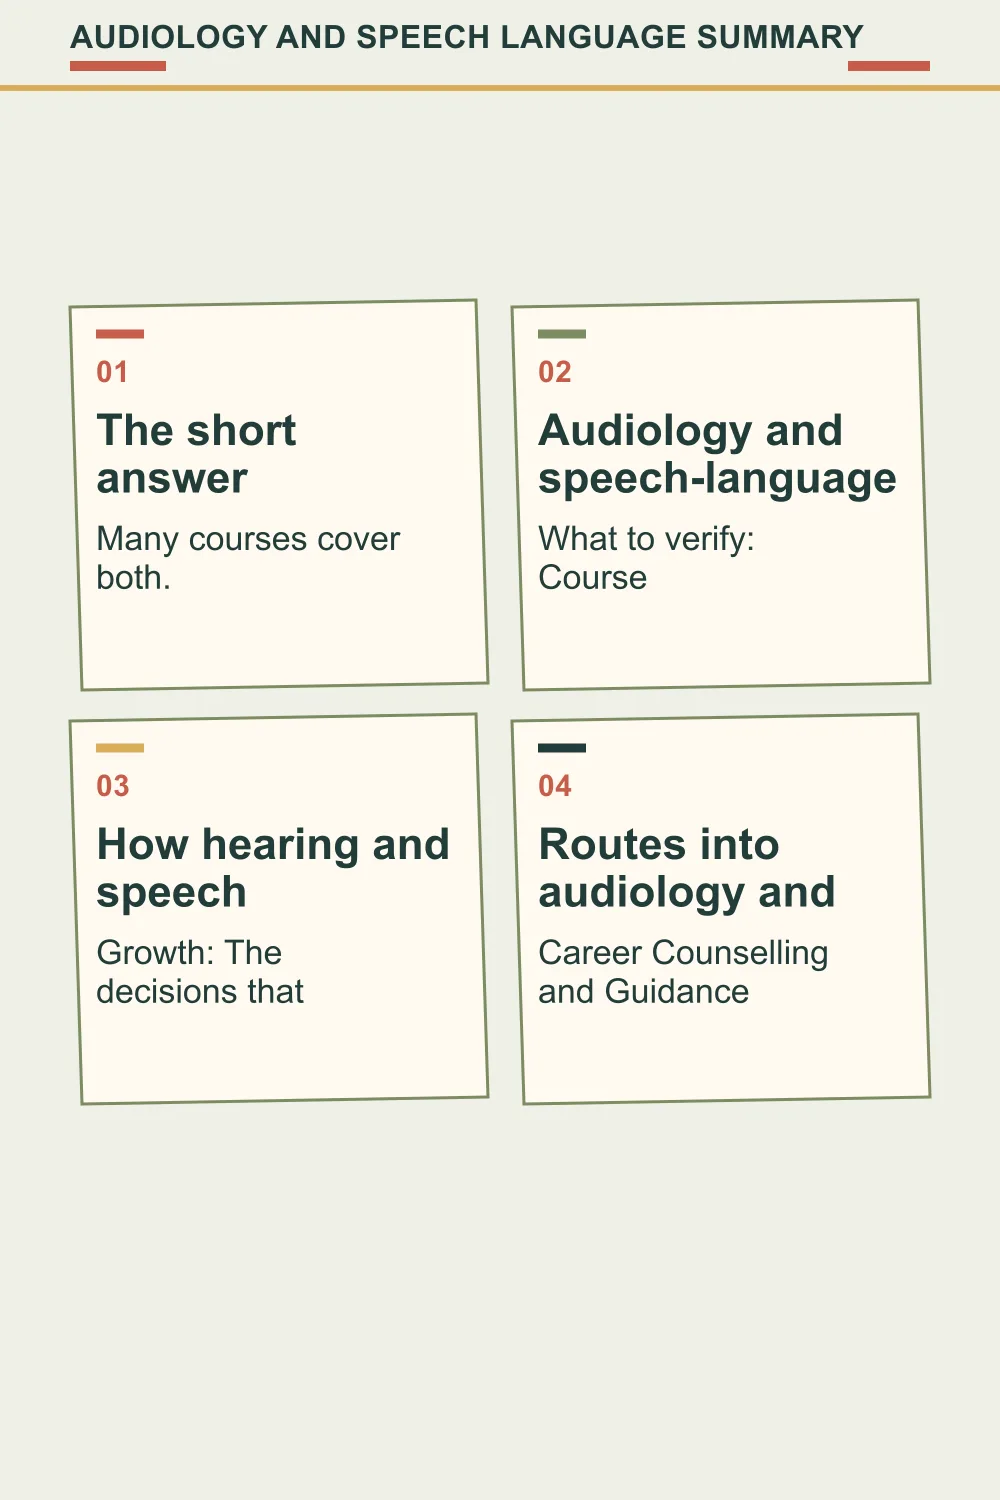 AUDIOLOGY AND SPEECH LANGUAGE SUMMARY
01
The short
answer
Many courses cover
both.
02
Audiology and
speech-language
What to verify:
Course
03
How hearing and
speech
Growth: The
decisions that
04
Routes into
audiology and
Career Counselling
and Guidance